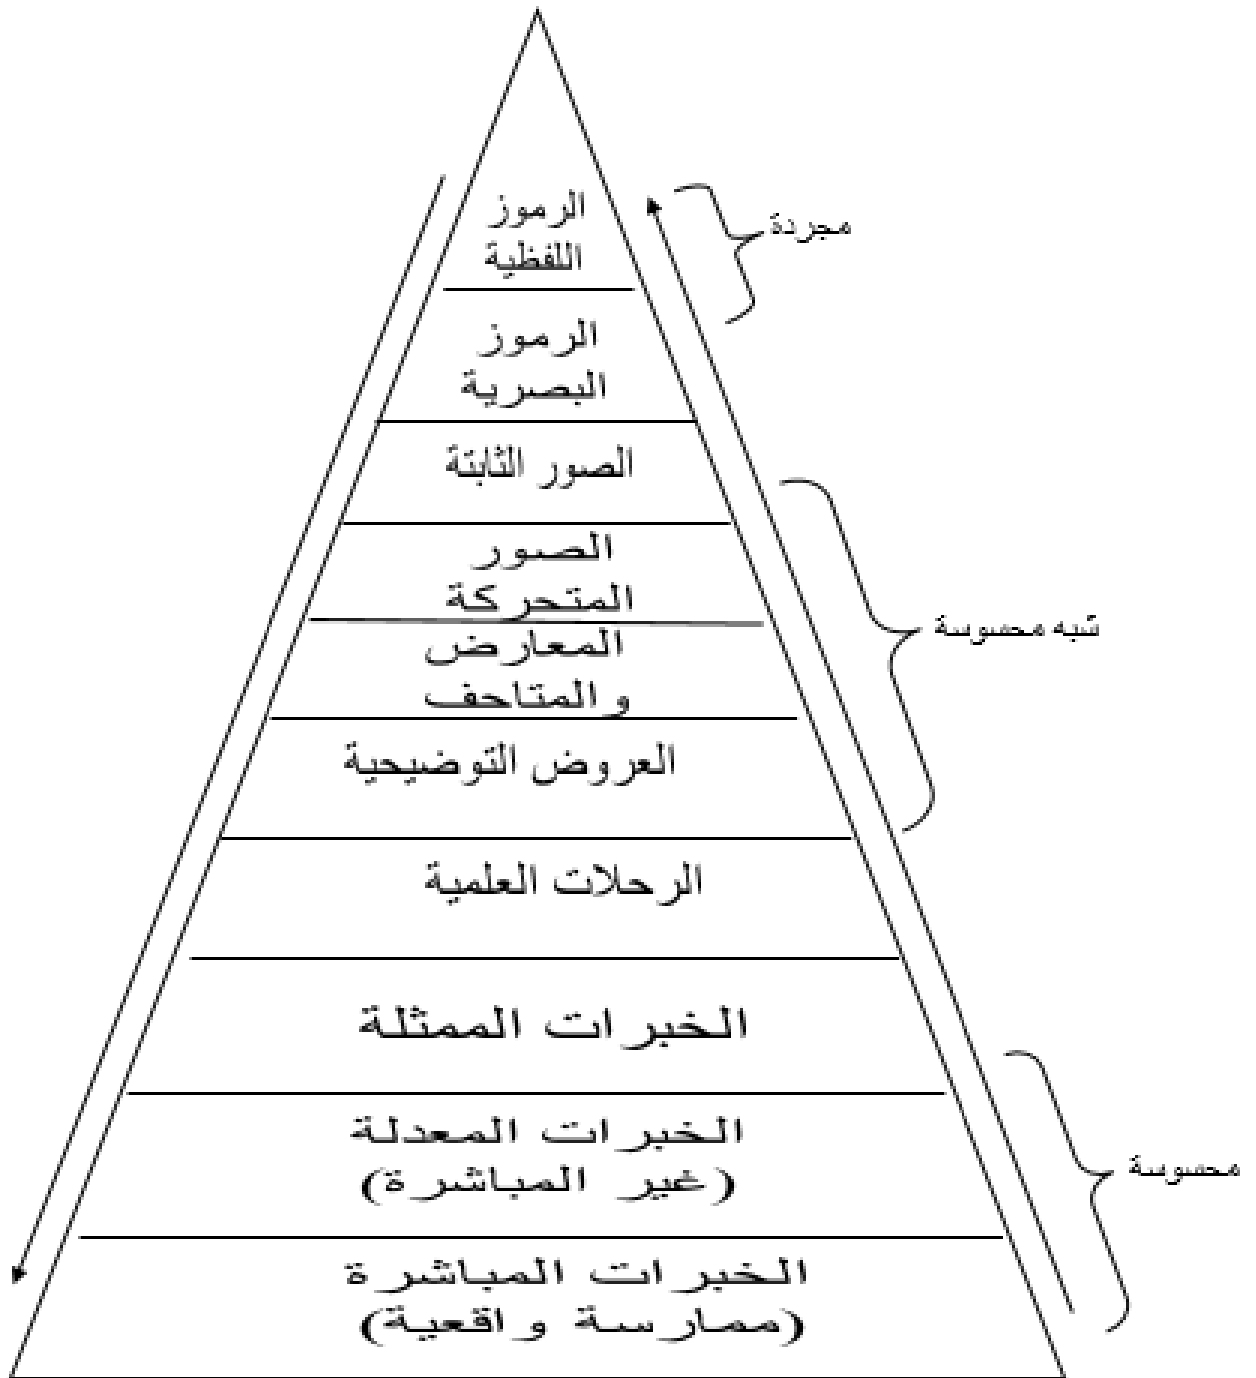 الرموز
اللفظية
مجردة
الرموز
البصرية
الصور الثابتة
الصور
المتحركة
شبه محسوسة
المعارض
والمتاحف
العروض التوضيحية
الرحلات العلمية
الخبرات الممثلة
الخبرات المعدلة
(غير المباشرة)
محسوسة
الخبرات المباشرة
(ممارسة واقعية)